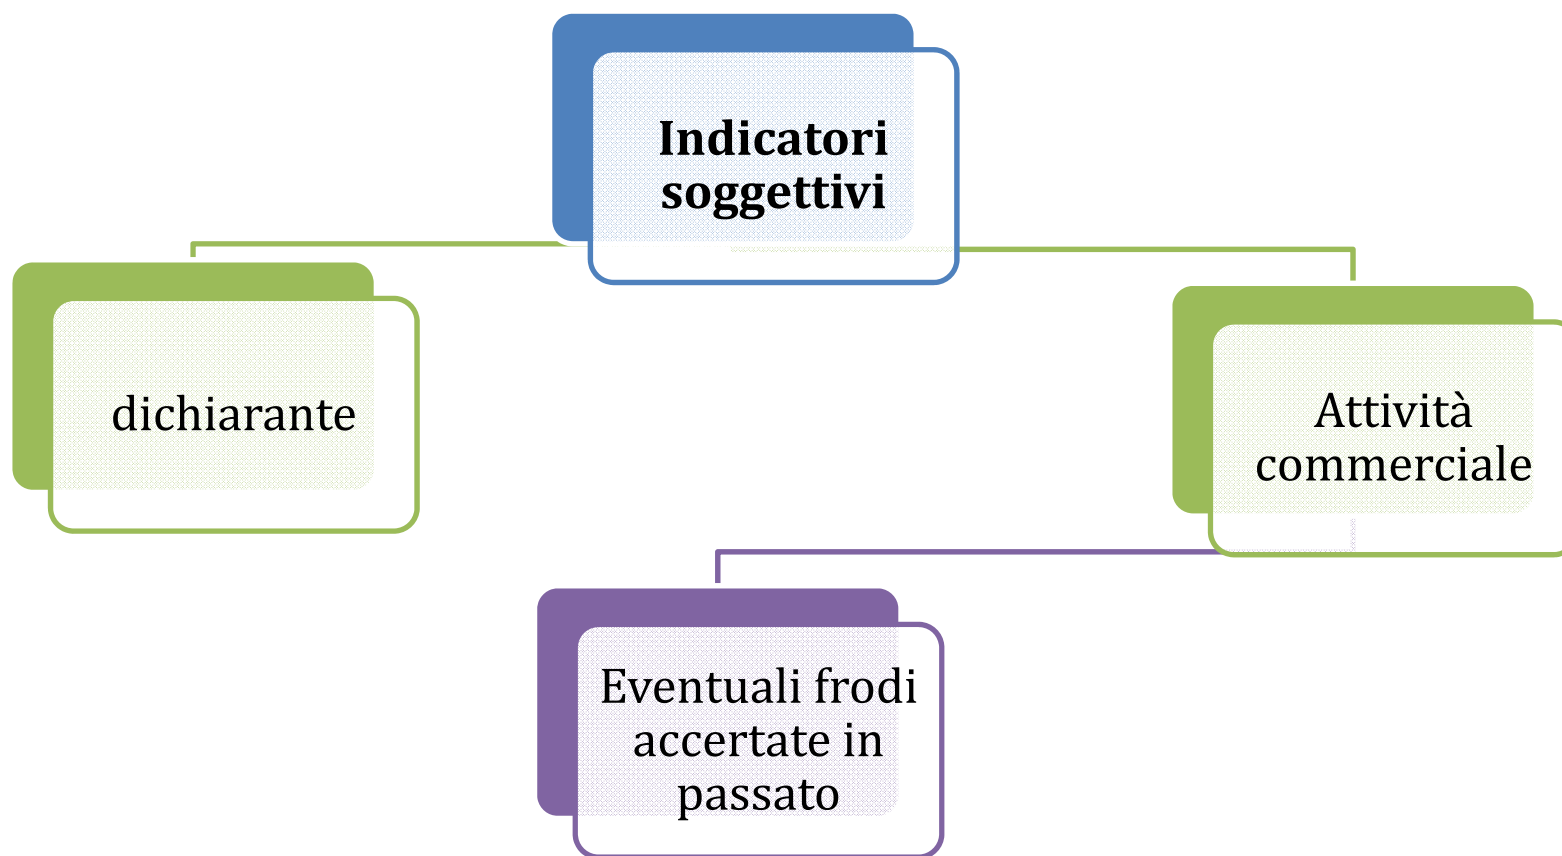 Indicatori
soggettivi
dichiarante
Attività
commerciale
Eventuali frodi
accertate in
passato